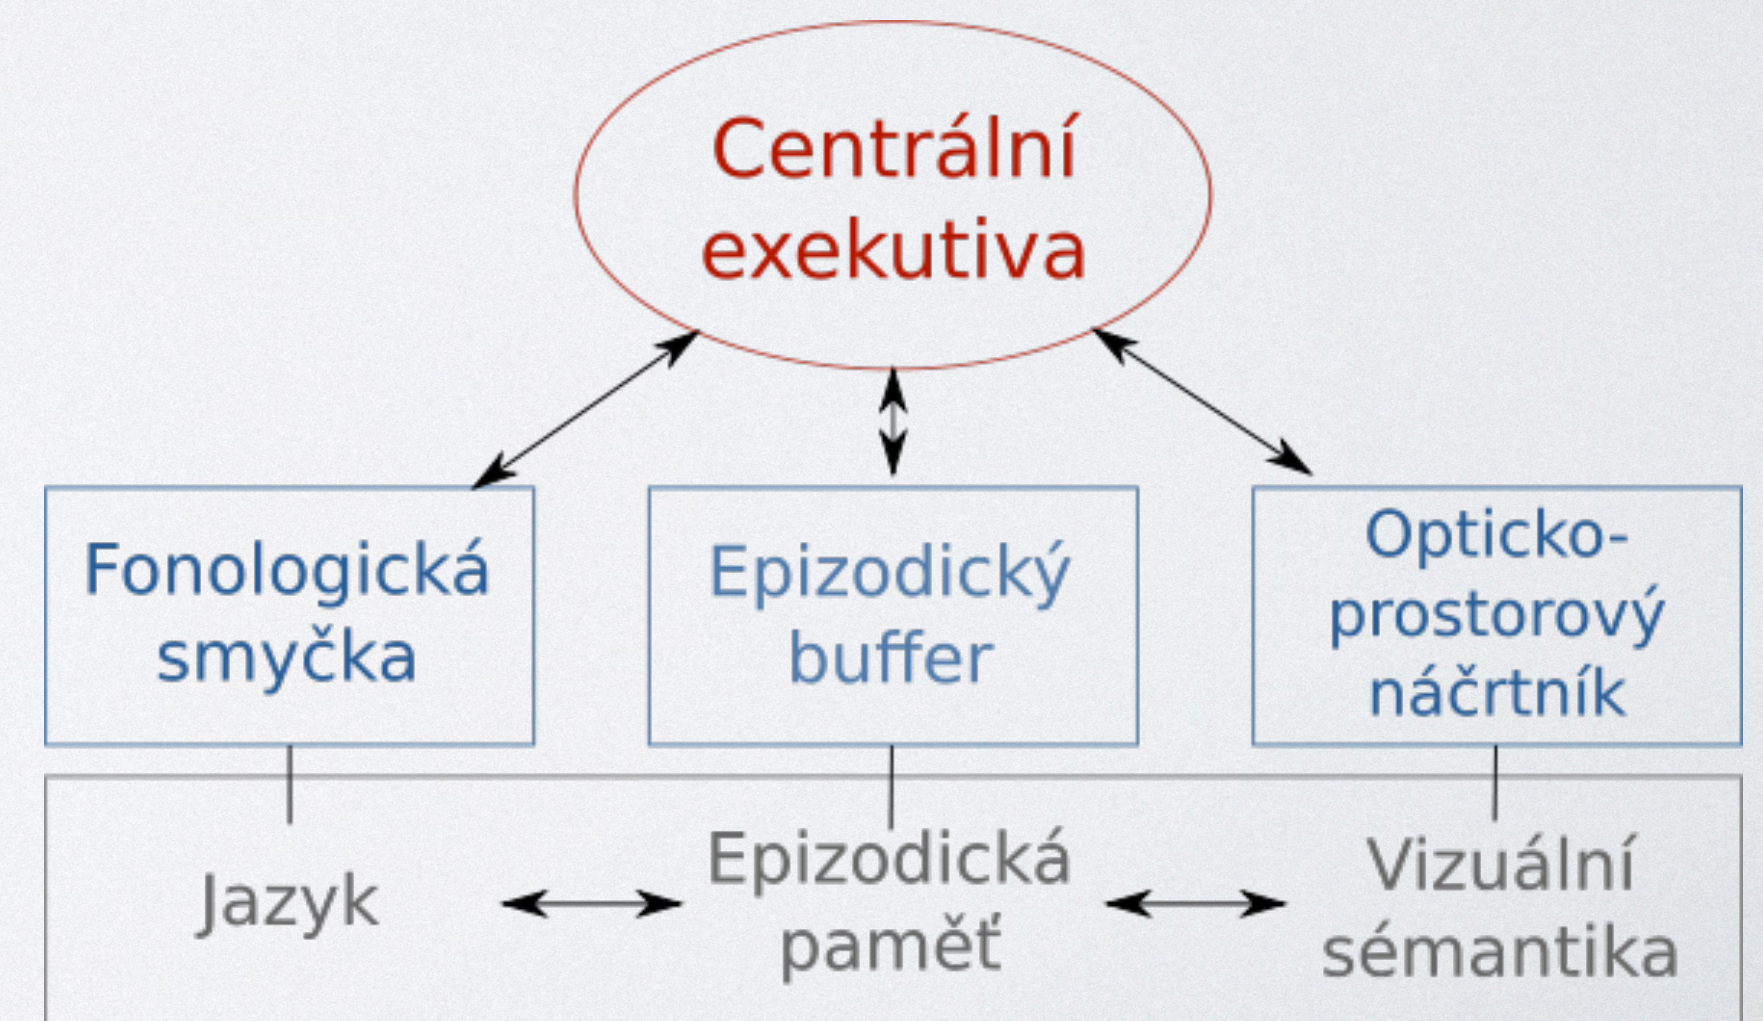 Centrální
exekutiva
Fonologická
smyčka
Epizodický
buffer
Opticko-
prostorový
náčrtník
Jazyk
Epizodická
paměť
Vizuální
sémantika